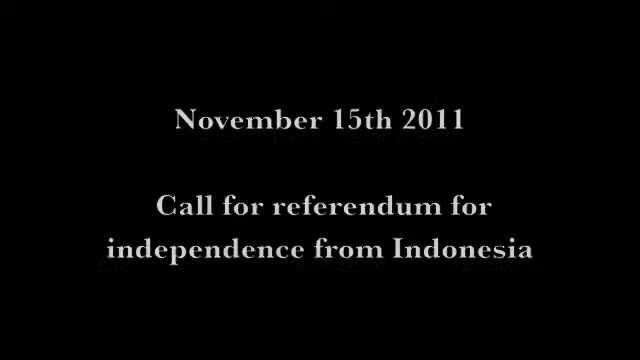 November 15th 2011
Call for referendum for
independence from Indonesia